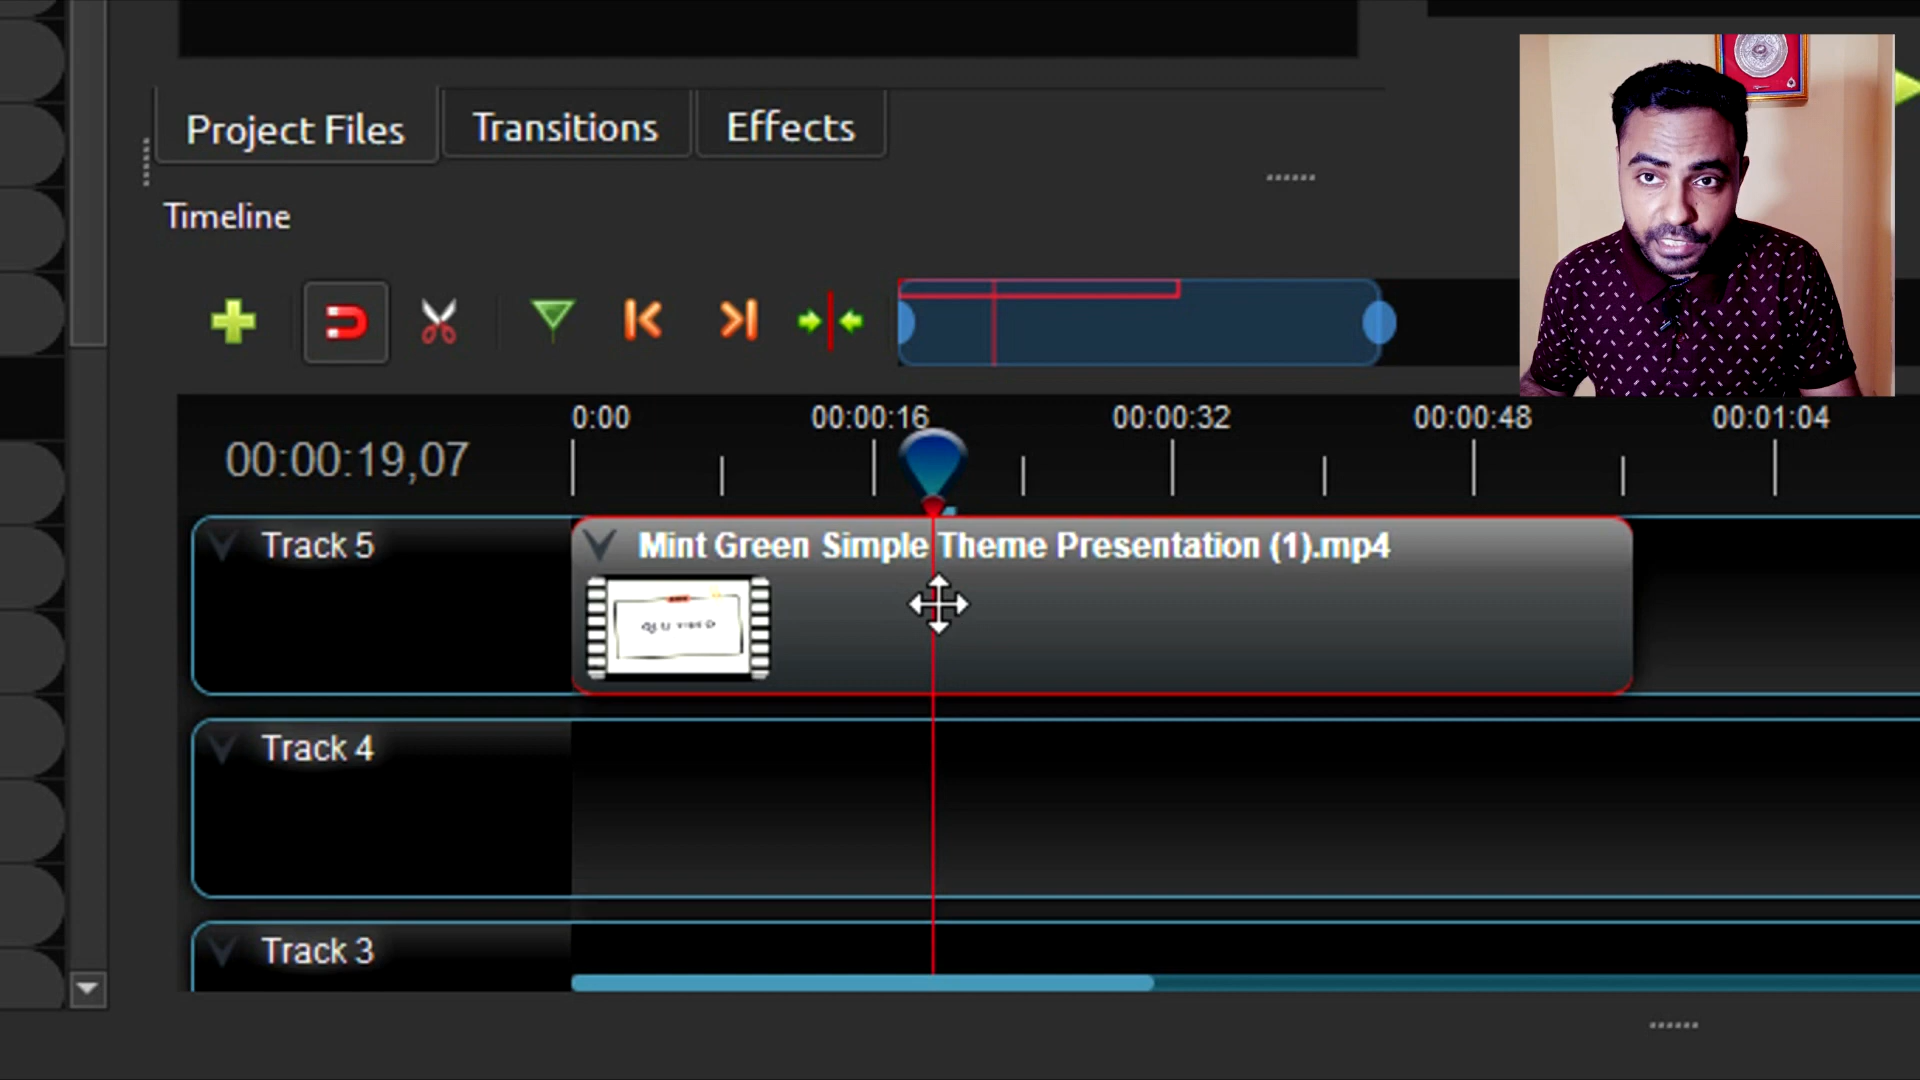 Project Files
Transitions
Effects
Timeline
00:00:19,07
0:00
00:00:16
00:00:32
00:00:48
00:01:04
Track 5
Mint Green Simple Theme Presentation (1).mp4
Track 4
Track 3